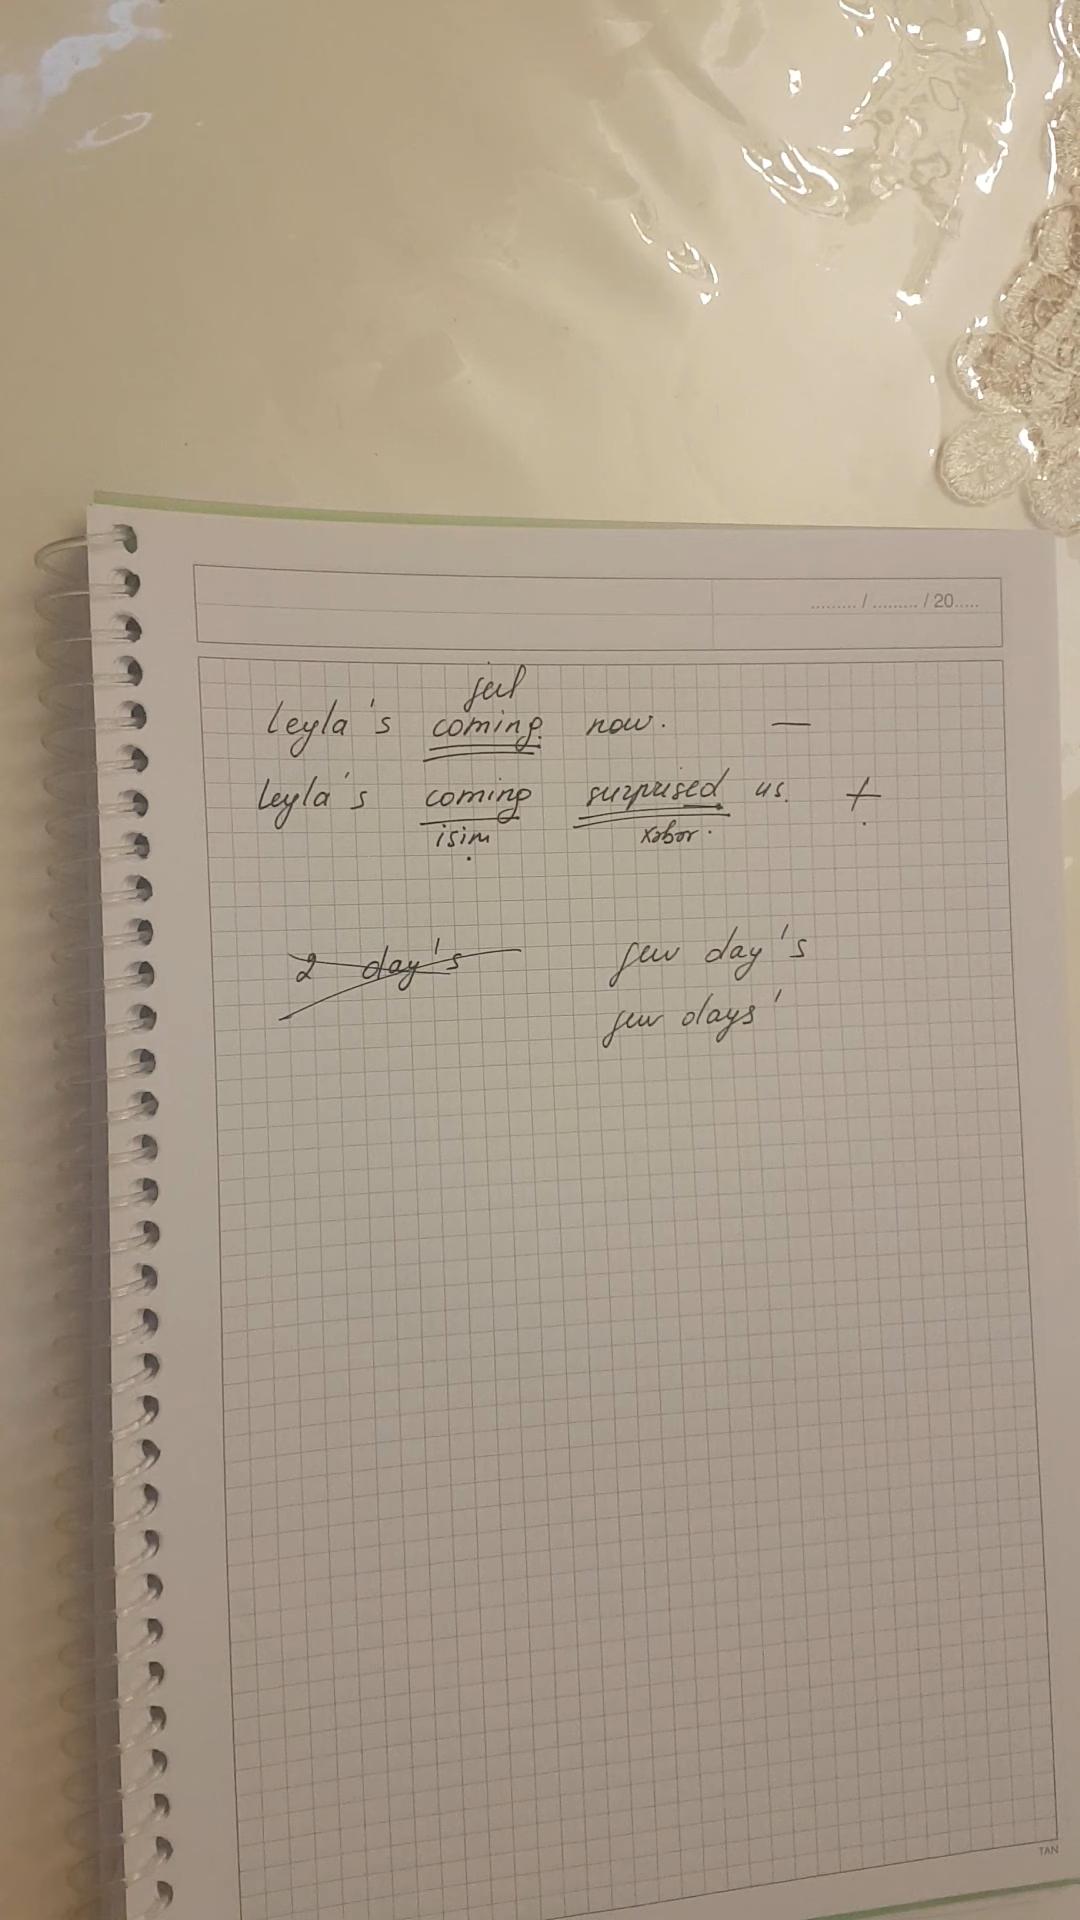 feil
Leyla's coming now. —
Leyla's coming surprised us. +
isim xəbər.
2 day's few day's
few days'
......... / ......... / 20.....
TAN